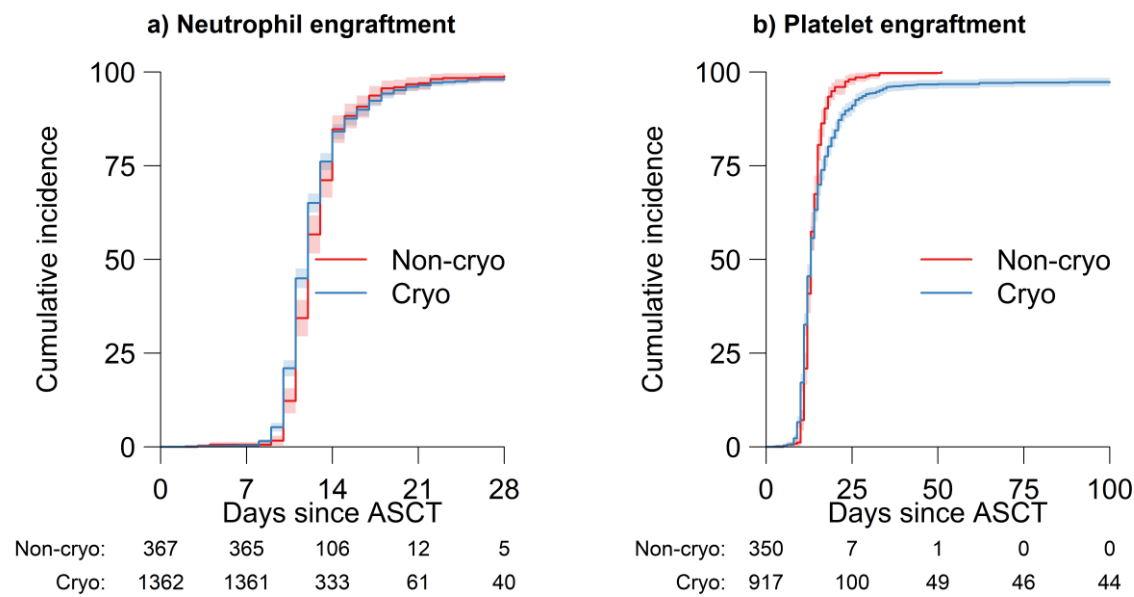 a) Neutrophil engraftment
100
75
50
25
0
Cumulative incidence
Non-cryo
Cryo
0 7 14 21 28
Days since ASCT
Non-cryo: 367 365 106 12 5
Cryo: 1362 1361 333 61 40
b) Platelet engraftment
100
75
50
25
0
Cumulative incidence
Non-cryo
Cryo
0 25 50 75 100
Days since ASCT
Non-cryo: 350 7 1 0 0
Cryo: 917 100 49 46 44